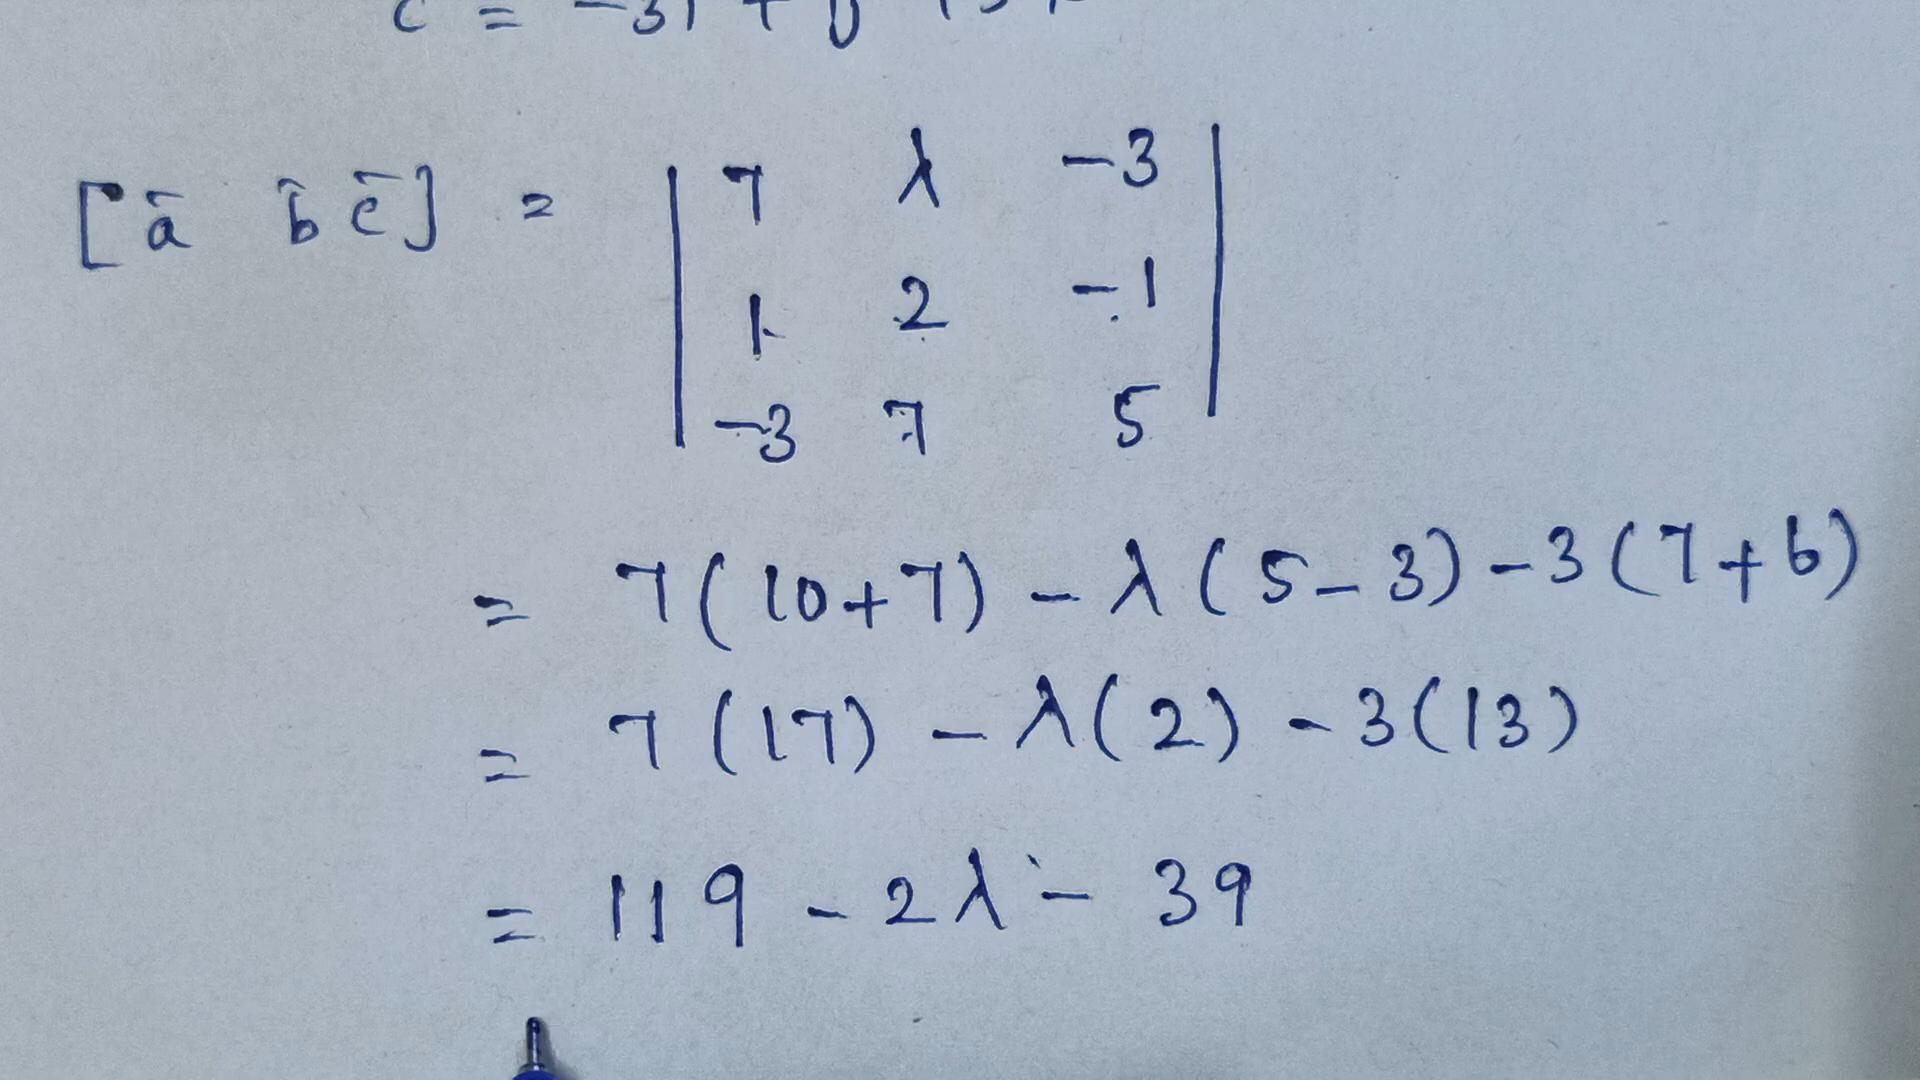 [ā b̄ c̄] = | 7 λ -3 |
| 1 2 -1 |
| -3 7 5 |
= 7(10+7) - λ(5-3) - 3(7+6)
= 7(17) - λ(2) - 3(13)
= 119 - 2λ - 39